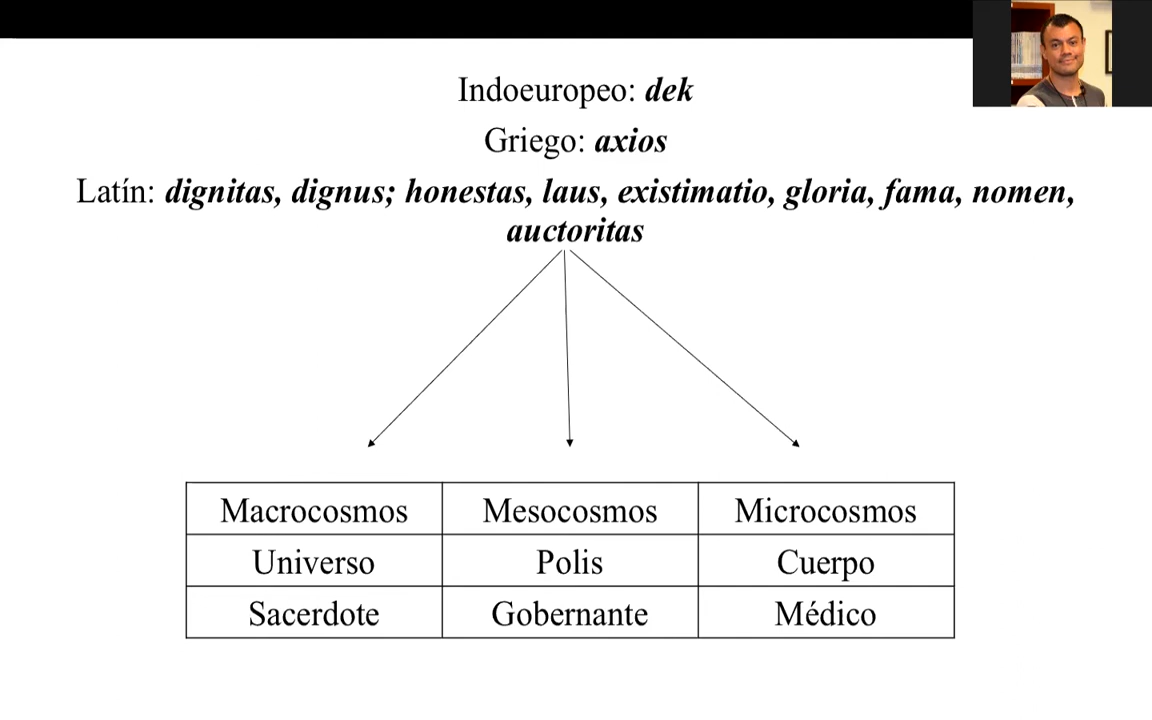 Indoeuropeo: dek
Griego: axios
Latín: dignitas, dignus; honestas, laus, existimatio, gloria, fama, nomen,
auctoritas
Macrocosmos Mesocosmos Microcosmos
Universo Polis Cuerpo
Sacerdote Gobernante Médico